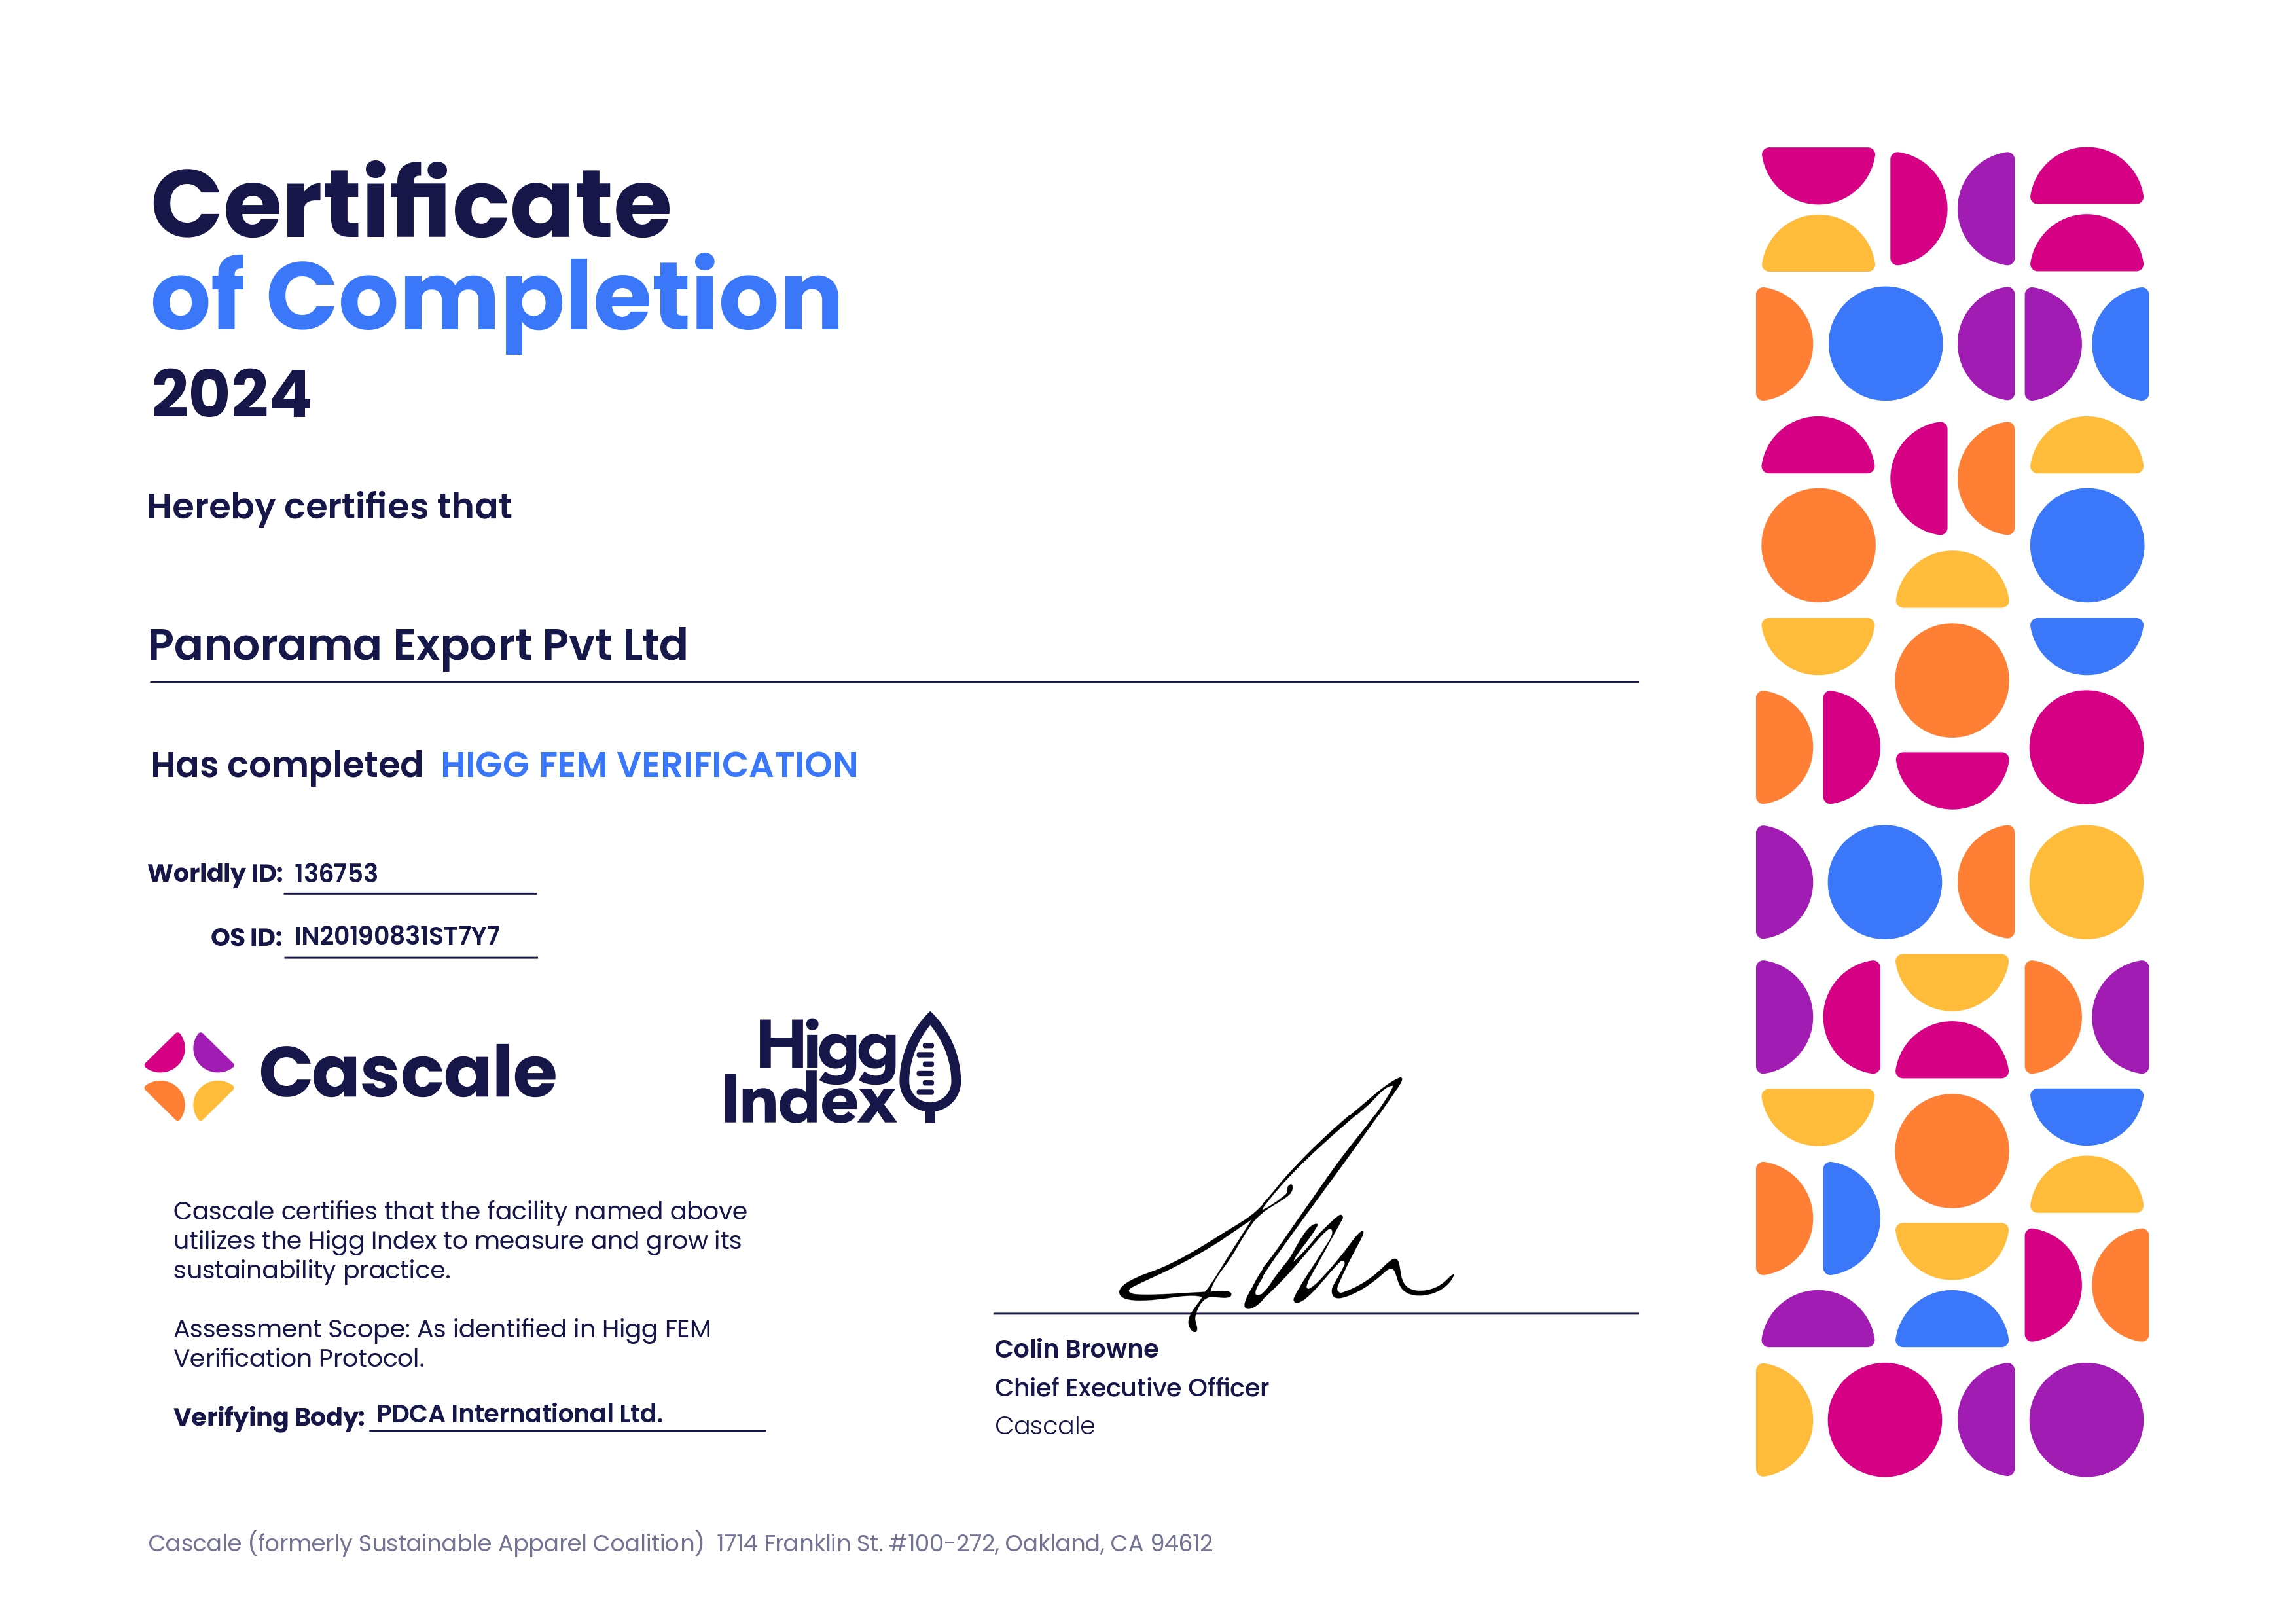 Certificate
of Completion
2024
Hereby certifies that
Panorama Export Pvt Ltd
Has completed HIGG FEM VERIFICATION
Worldly ID: 136753
OS ID: IN20190831ST7Y7
Cascale
Higg
Index
Cascale certifies that the facility named above
utilizes the Higg Index to measure and grow its
sustainability practice.
Assessment Scope: As identified in Higg FEM
Verification Protocol.
Verifying Body: PDCA International Ltd.
Colin Browne
Chief Executive Officer
Cascale
Cascale (formerly Sustainable Apparel Coalition) 1714 Franklin St. #100-272, Oakland, CA 94612